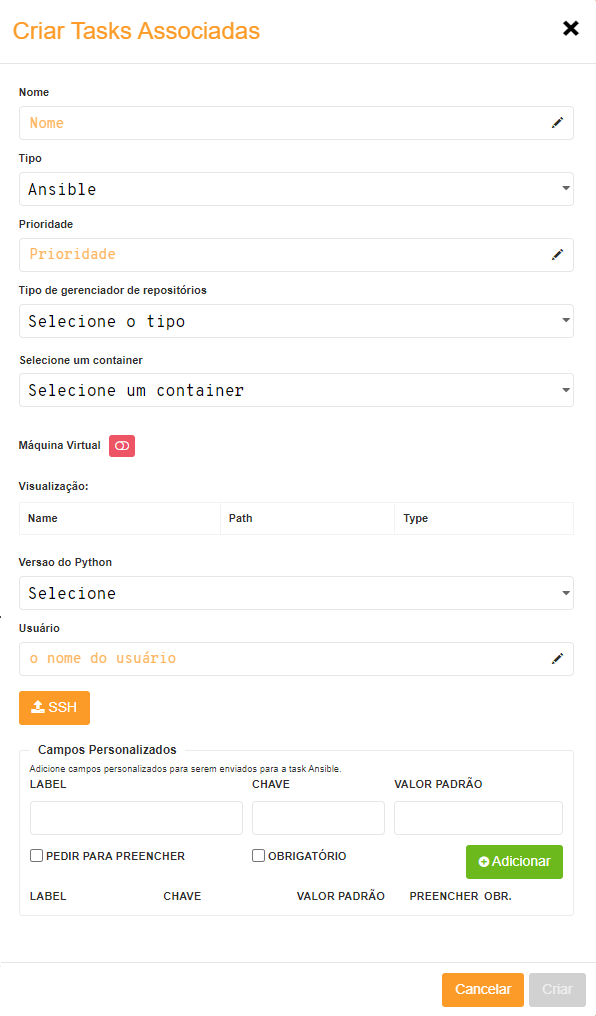 Criar Tasks Associadas
Nome
Nome
Tipo
Ansible
Prioridade
Prioridade
Tipo de gerenciador de repositórios
Selecione o tipo
Selecione um container
Selecione um container
Máquina Virtual
Visualização:
Name Path Type
Versao do Python
Selecione
Usuário
o nome do usuário
SSH
Campos Personalizados
Adicione campos personalizados para serem enviados para a task Ansible.
LABEL CHAVE VALOR PADRÃO
PEDIR PARA PREENCHER OBRIGATÓRIO Adicionar
LABEL CHAVE VALOR PADRÃO PREENCHER OBR.
Cancelar Criar